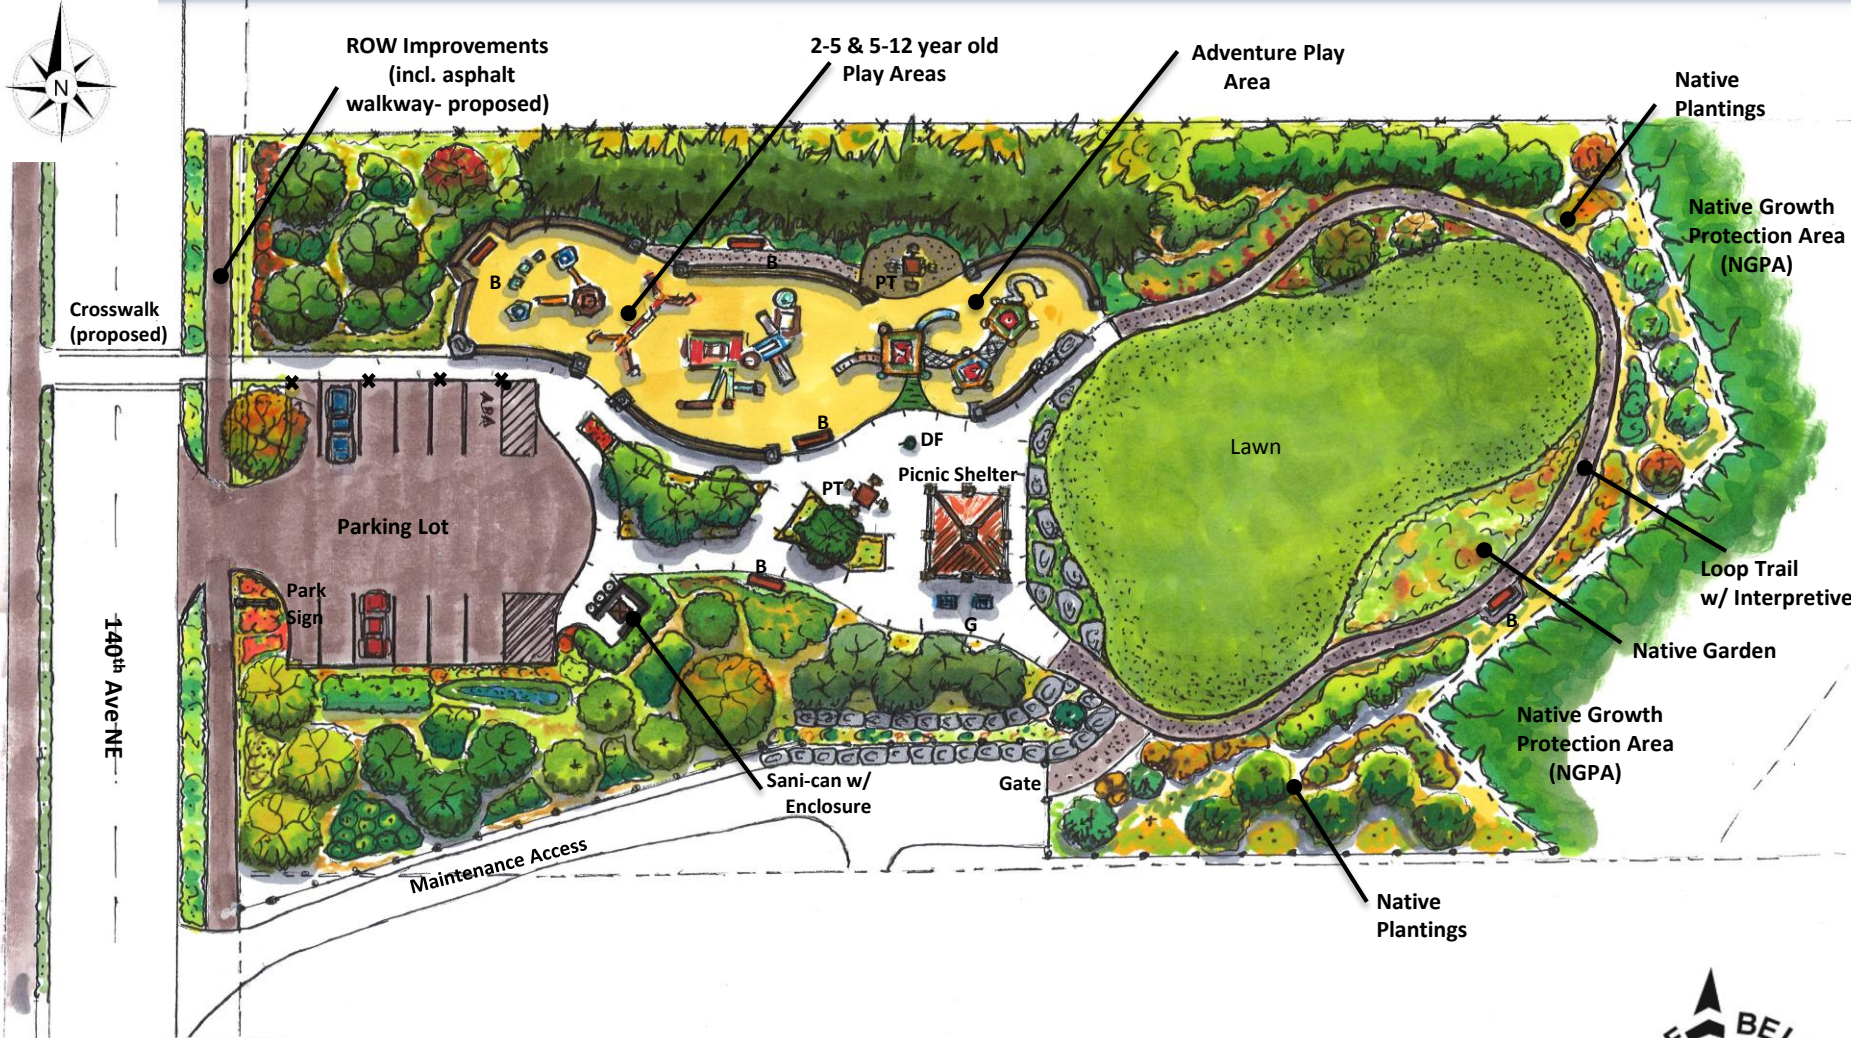 N
ROW Improvements
(incl. asphalt
walkway- proposed)
2-5 & 5-12 year old
Play Areas
Adventure Play
Area
Native
Plantings
Native Growth
Protection Area
(NGPA)
Crosswalk
(proposed)
B
B
PT
ADA
B
DF
Picnic Shelter
PT
Lawn
Parking Lot
B
Park
Sign
G
Loop Trail
w/ Interpretive
B
Native Garden
140th Ave NE
Native Growth
Protection Area
(NGPA)
Sani-can w/
Enclosure
Gate
Maintenance Access
Native
Plantings